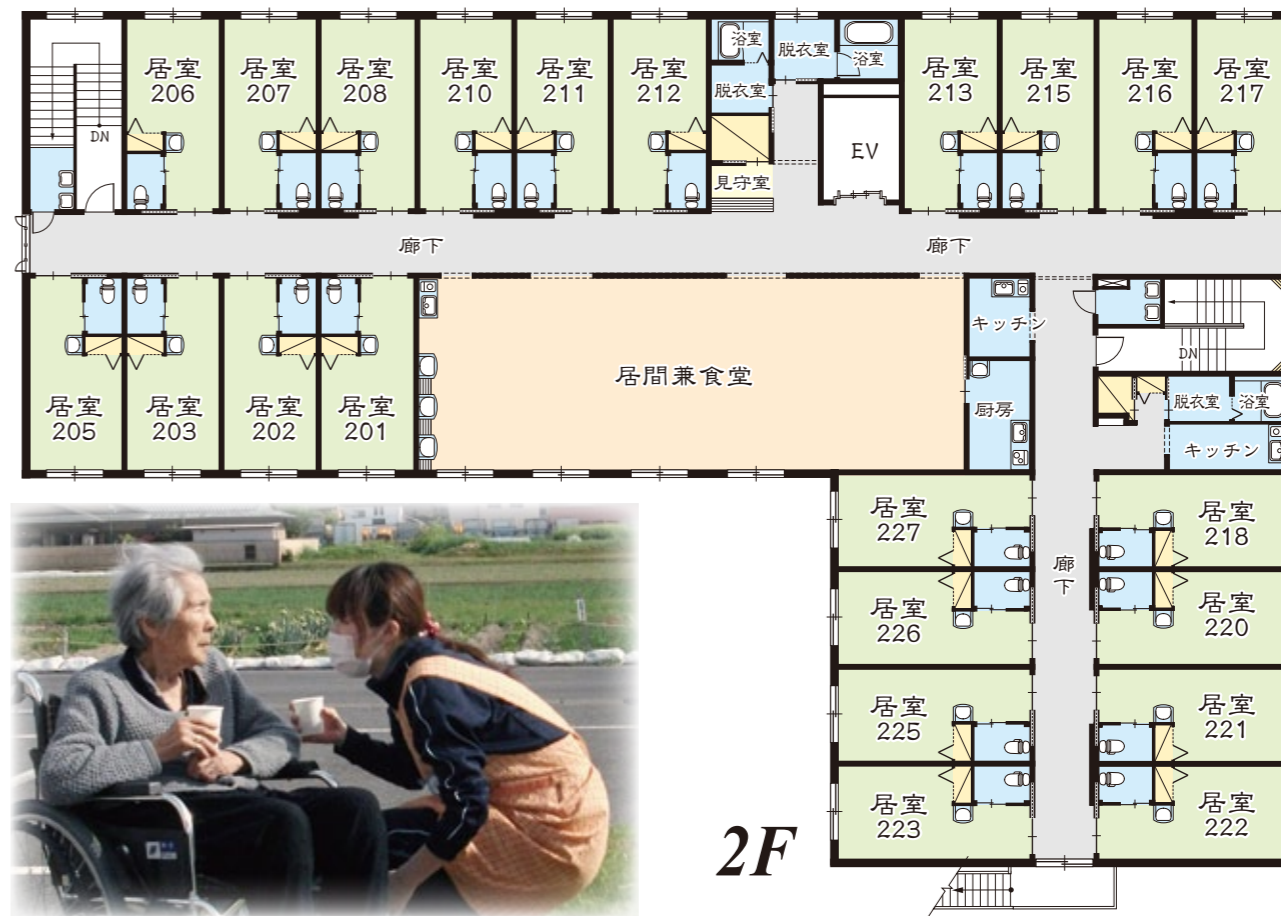 居室
206
居室
207
居室
208
居室
210
居室
211
居室
212
浴室
脱衣室
浴室
脱衣室
居室
213
居室
215
居室
216
居室
217
DN
EV
見守室
廊下
廊下
キッチン
居間兼食堂
厨房
DN
脱衣室
浴室
キッチン
居室
205
居室
203
居室
202
居室
201
居室
227
居室
218
廊下
居室
226
居室
220
居室
225
居室
221
居室
223
居室
222
2F